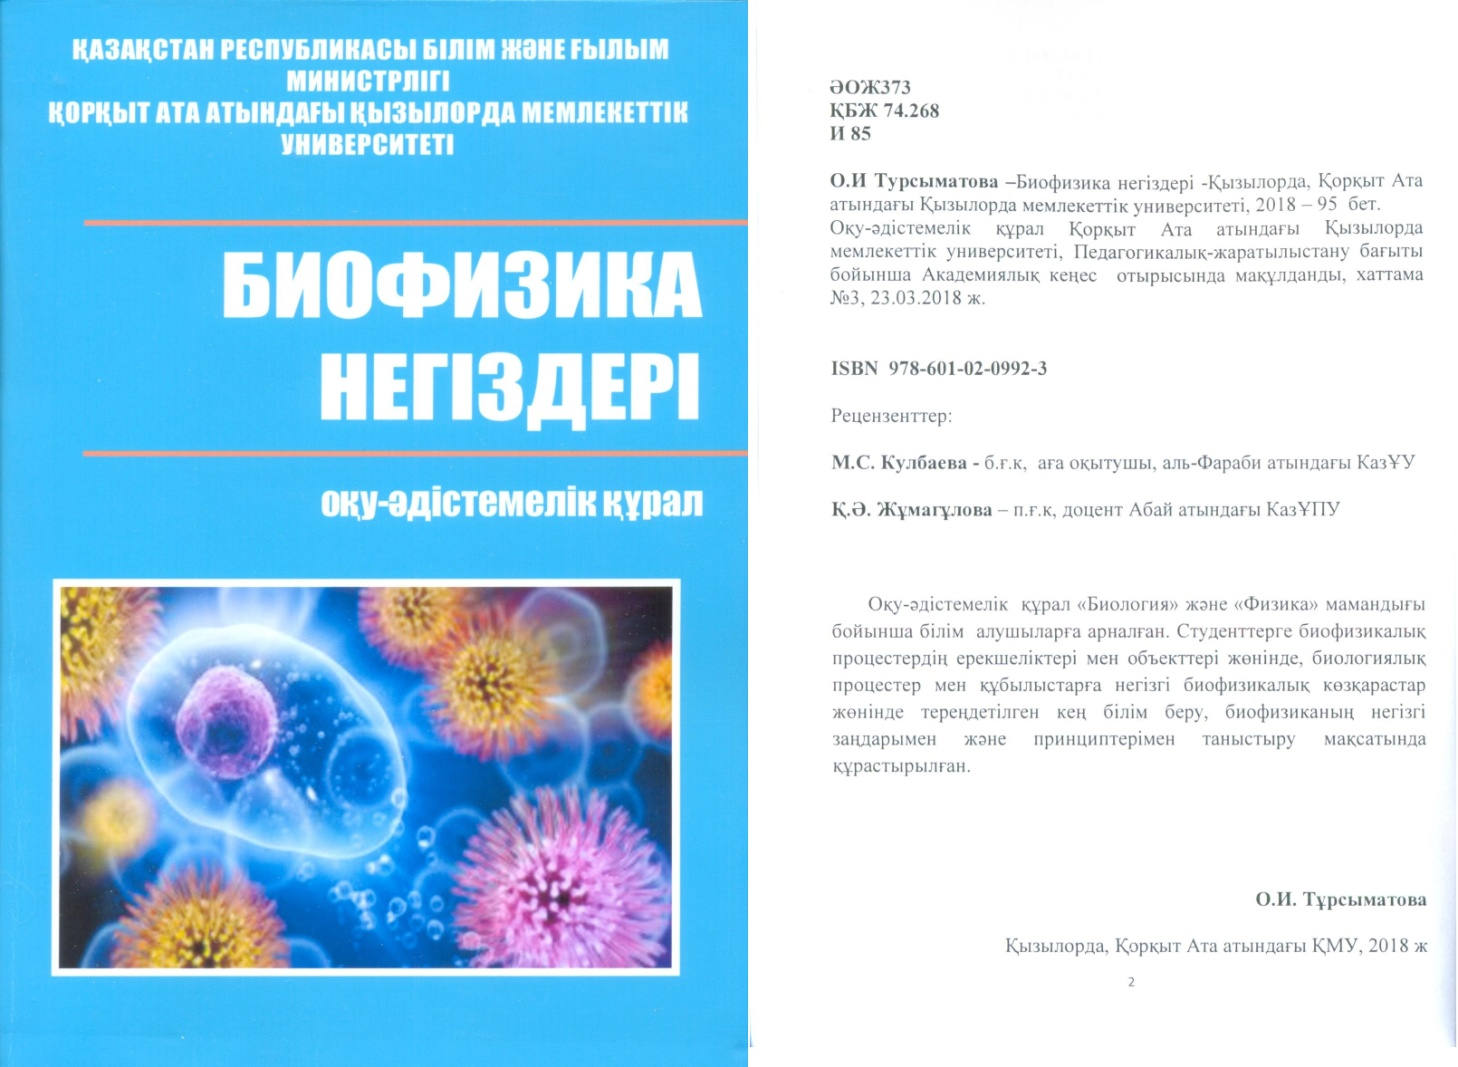 ҚАЗАҚСТАН РЕСПУБЛИКАСЫ БІЛІМ ЖӘНЕ ҒЫЛЫМ
МИНИСТРЛІГІ
ҚОРҚЫТ АТА АТЫНДАҒЫ ҚЫЗЫЛОРДА МЕМЛЕКЕТТІК
УНИВЕРСИТЕТІ
БИОФИЗИКА
НЕГІЗДЕРІ
оқу-әдістемелік құрал
ӘОЖ373
ҚБЖ 74.268
И 85
О.И Турсыматова –Биофизика негіздері -Қызылорда, Қорқыт Ата
атындағы Қызылорда мемлекеттік университеті, 2018 – 95 бет.
Оқу-әдістемелік құрал Қорқыт Ата атындағы Қызылорда
мемлекеттік университеті, Педагогикалық-жаратылыстану бағыты
бойынша Академиялық кеңес отырысында мақұлданды, хаттама
№3, 23.03.2018 ж.
ISBN 978-601-02-0992-3
Рецензенттер:
М.С. Кулбаева - б.ғ.к, аға оқытушы, аль-Фараби атындағы КазҰУ
Қ.Ә. Жұмагұлова – п.ғ.к, доцент Абай атындағы КазҰПУ
Оқу-әдістемелік құрал «Биология» және «Физика» мамандығы
бойынша білім алушыларға арналған. Студенттерге биофизикалық
процестердің ерекшеліктері мен объекттері жөнінде, биологиялық
процестер мен құбылыстарға негізгі биофизикалық көзқарастар
жөнінде тереңдетілген кең білім беру, биофизиканың негізгі
заңдарымен және принциптерімен таныстыру мақсатында
құрастырылған.
О.И. Тұрсыматова
Қызылорда, Қорқыт Ата атындағы ҚМУ, 2018 ж
2